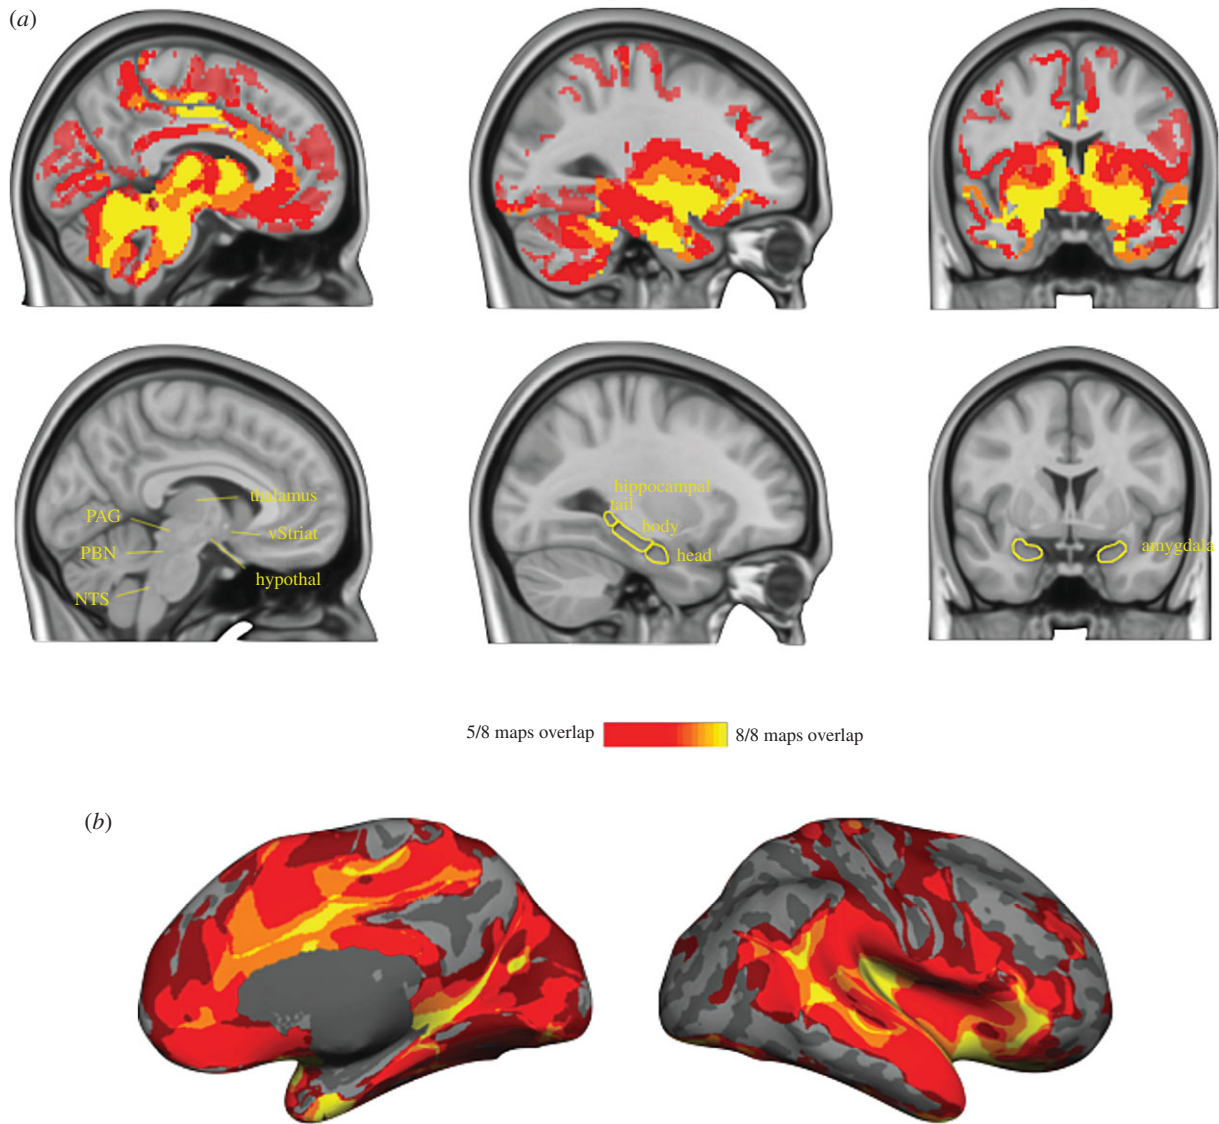 (a)
thalamus
PAG
vStriat
PBN
hypothal
NTS
hippocampal
tail
body
head
amygdala
5/8 maps overlap
8/8 maps overlap
(b)